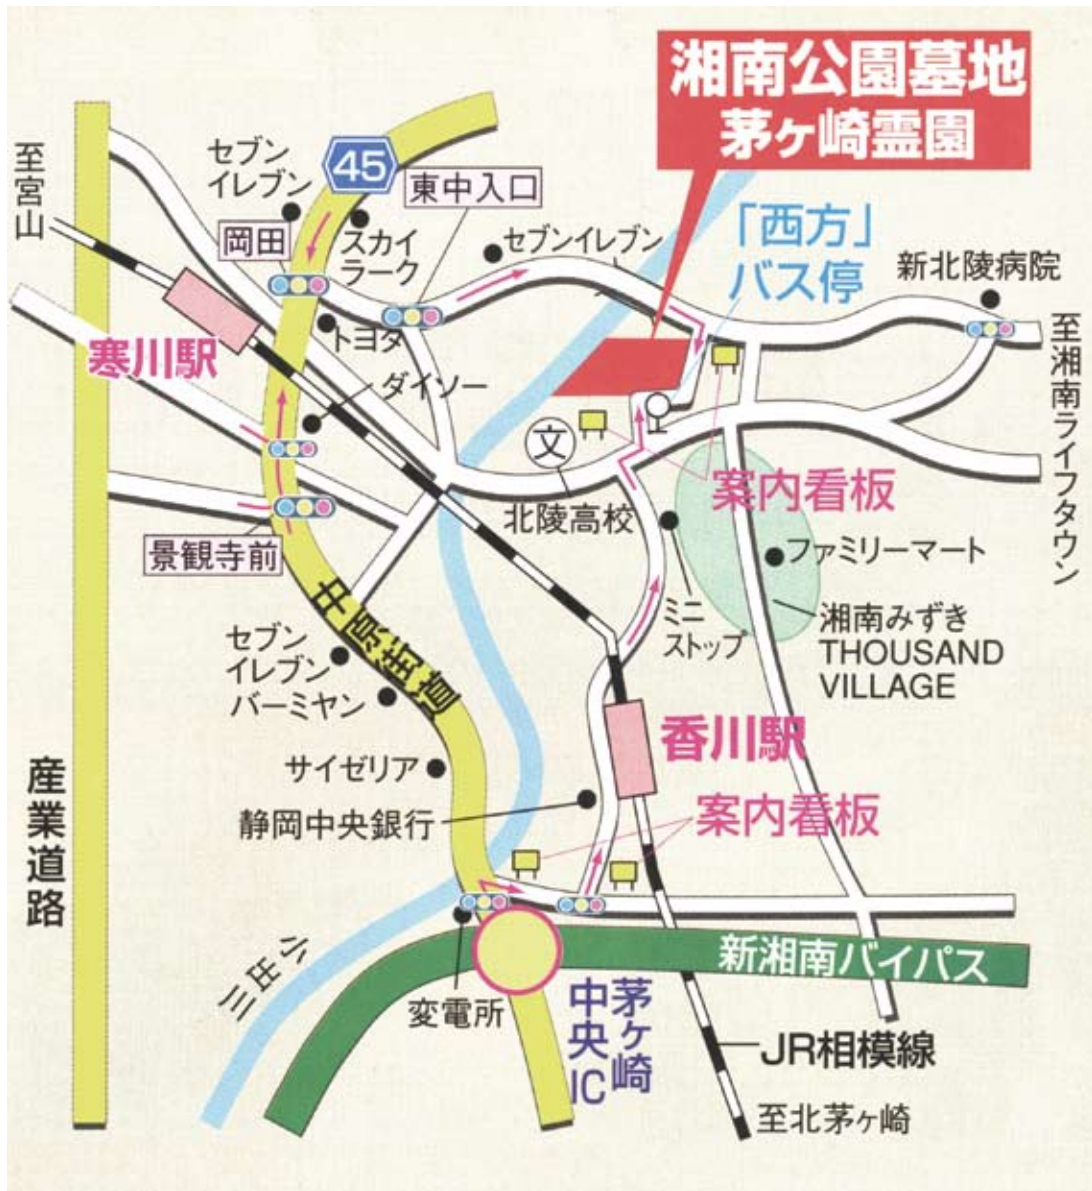 湘南公園墓地
茅ヶ崎霊園
至宮山
セブン
イレブン
45
東中入口
岡田
スカイ
ラーク
セブンイレブン
「西方」
バス停
新北陵病院
トヨタ
寒川駅
ダイソー
至湘南ライフタウン
文
案内看板
北陵高校
景観寺前
ファミリーマート
中原街道
ミニ
ストップ
湘南みずき
THOUSAND
VILLAGE
セブン
イレブン
バーミヤン
香川駅
産業道路
サイゼリア
静岡中央銀行
案内看板
小出川
新湘南バイパス
変電所
茅ヶ崎
中央IC
JR相模線
至北茅ヶ崎